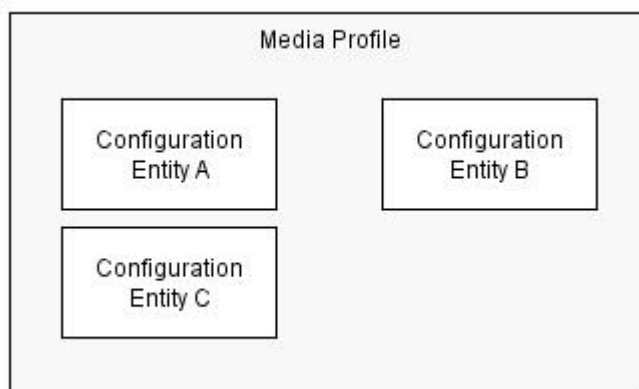 Media Profile
Configuration
Entity A
Configuration
Entity B
Configuration
Entity C